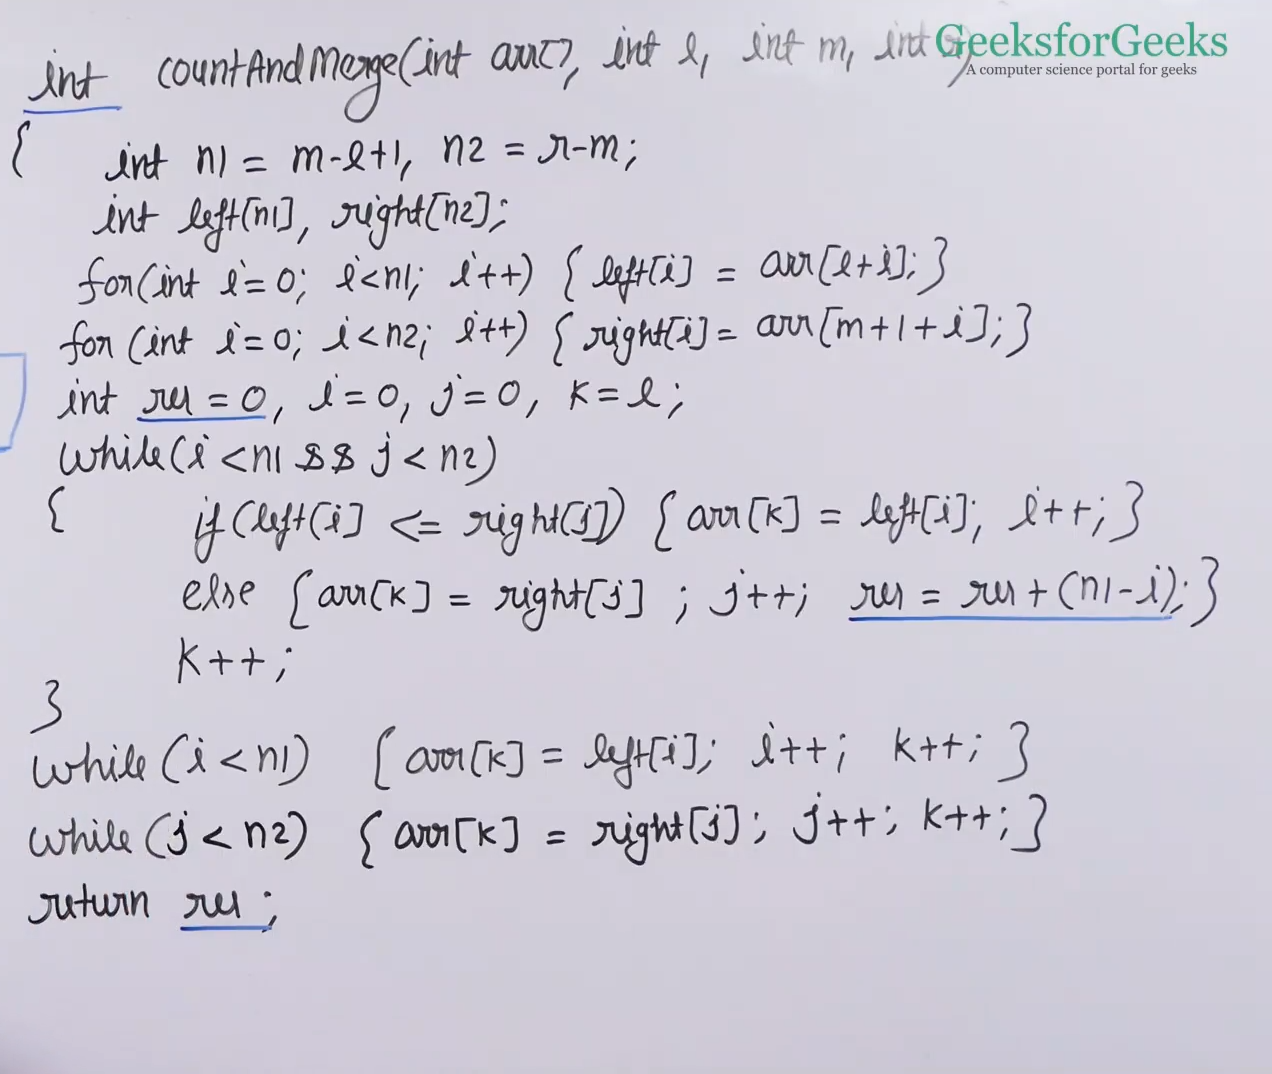 int countAndMerge(int arr[], int l, int m, int r)
GeeksforGeeks
A computer science portal for geeks
{
int n1 = m-l+1, n2 = r-m;
int left[n1], right[n2];
for(int i=0; i<n1; i++) { left[i] = arr[l+i]; }
for (int i=0; i<n2; i++) { right[i] = arr[m+1+i]; }
int res = 0, i=0, j=0, k=l;
while(i<n1 && j<n2)
{ if(left[i] <= right[j]) { arr[k] = left[i]; i++; }
else { arr[k] = right[j] ; j++; res = res + (n1-i); }
k++;
}
while (i<n1) { arr[k] = left[i]; i++; k++; }
while (j<n2) { arr[k] = right[j]; j++; k++; }
return res ;